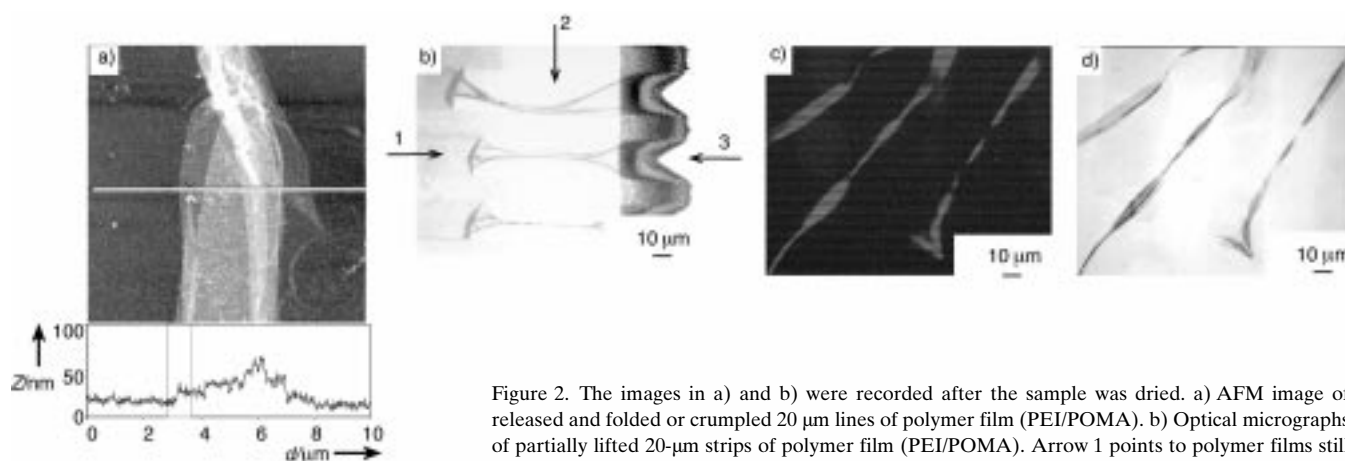 a)
b)
c)
d)
2
1
3
10 µm
10 µm
10 µm
100
50
0
Z/nm
0 2 4 6 8 10
d/µm
Figure 2. The images in a) and b) were recorded after the sample was dried. a) AFM image of
released and folded or crumpled 20 µm lines of polymer film (PEI/POMA). b) Optical micrographs
of partially lifted 20-µm strips of polymer film (PEI/POMA). Arrow 1 points to polymer films still